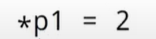 *p1 = 2